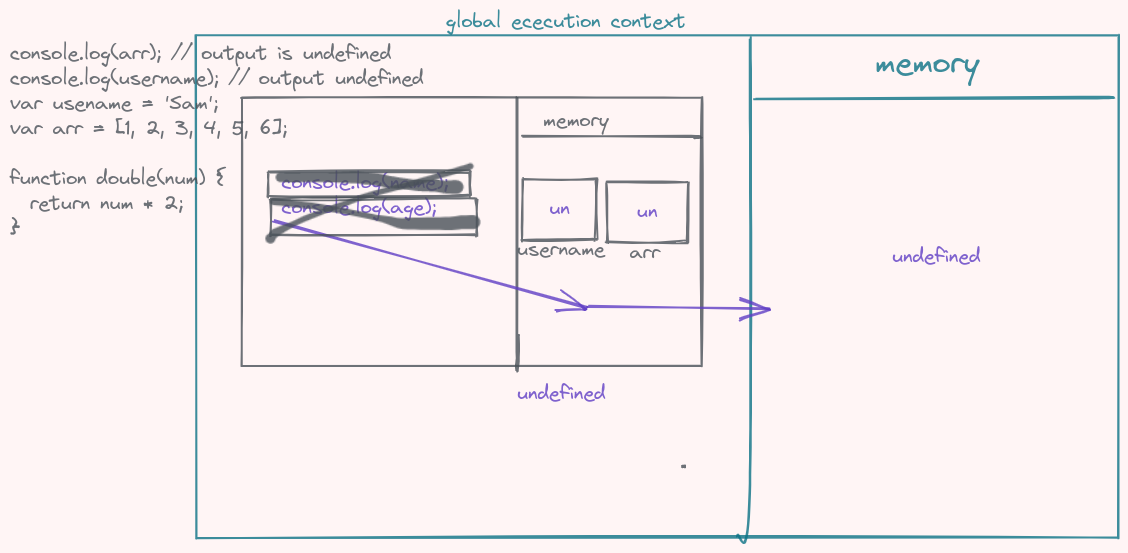 global ececution context
console.log(arr); // output is undefined
console.log(username); // output undefined
var usename = 'Sam';
var arr = [1, 2, 3, 4, 5, 6];
function double(num) {
return num * 2;
}
memory
console.log(name);
console.log(age);
un
un
username
arr
undefined
memory
undefined